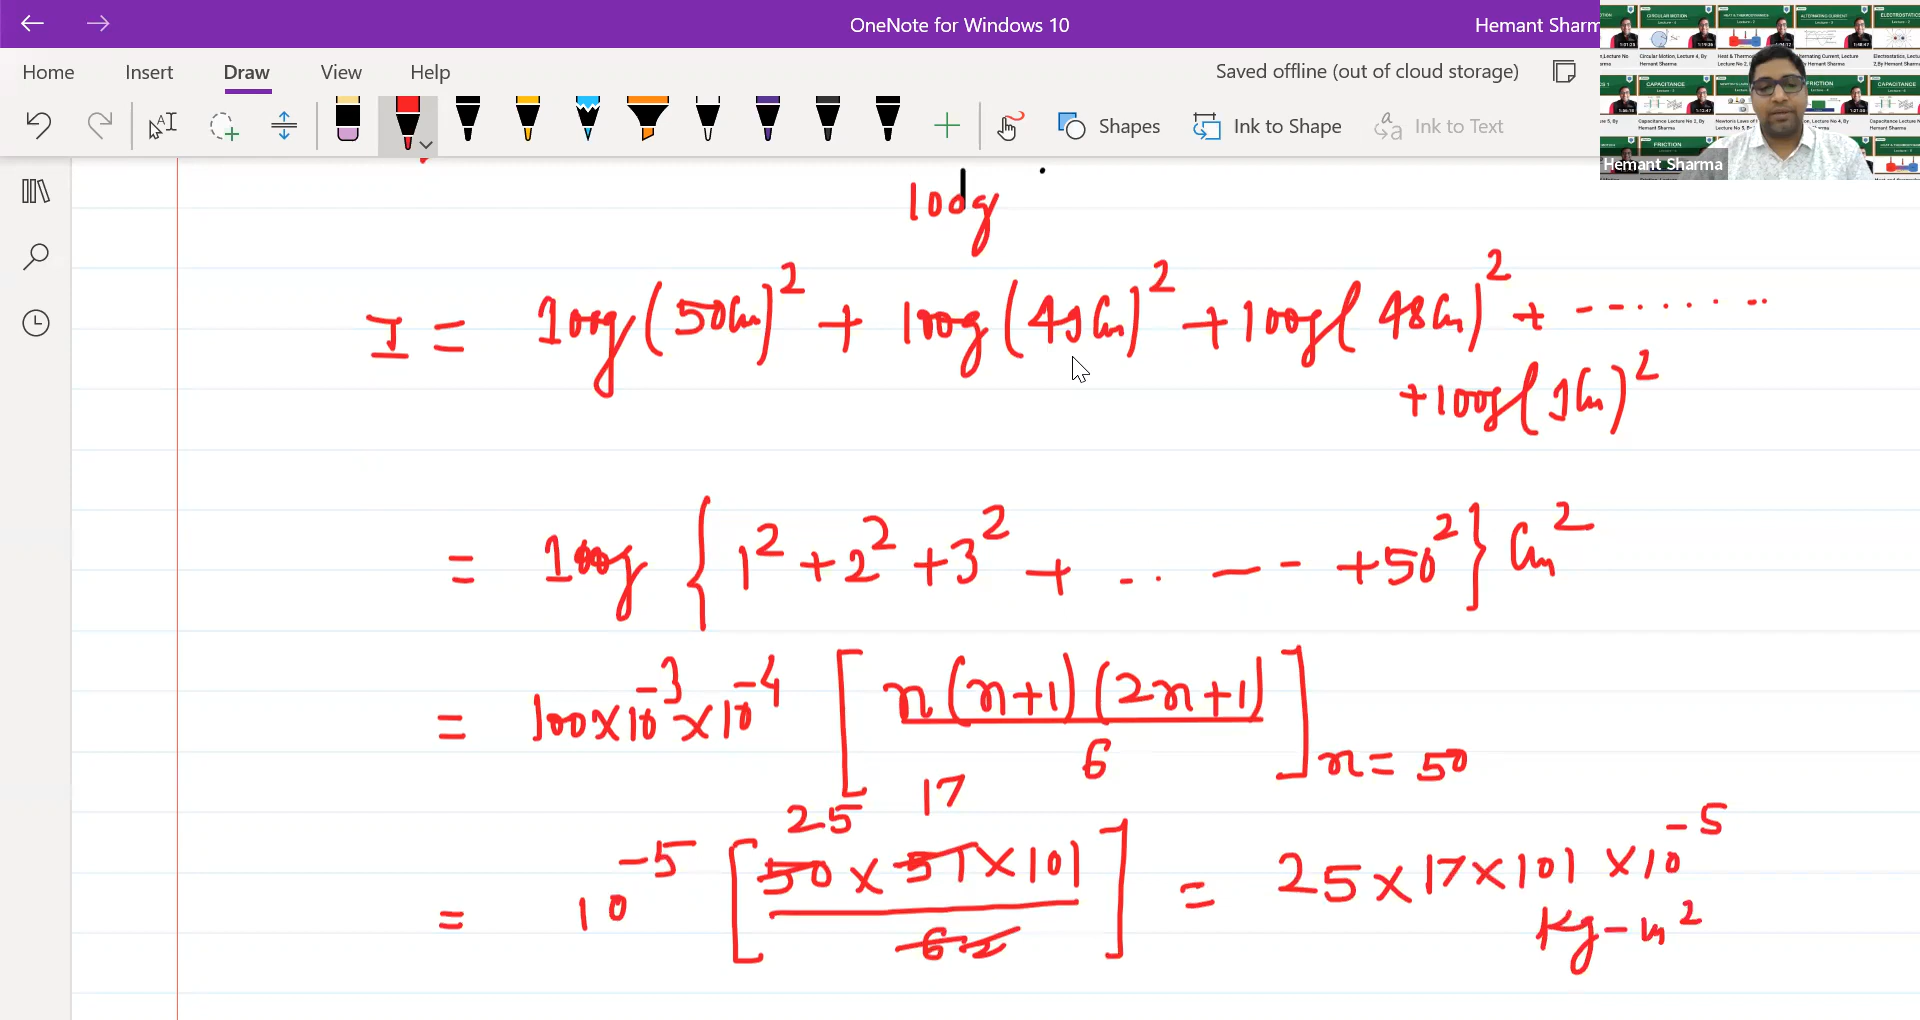 OneNote for Windows 10
Hemant Sharm
Home Insert Draw View Help
Saved offline (out of cloud storage)
Shapes Ink to Shape Ink to Text
Hemant Sharma
100g
I = 100g(50cm)² + 100g(49cm)² + 100g(48cm)² + - - - - - - -
+ 100g(1cm)²
= 100g {1² + 2² + 3² + .. - - - + 50²} cm²
= 100×10⁻³×10⁻⁴ [n(n+1)(2n+1)/6] n = 50
25 17
= 10⁻⁵ [50 × 51 × 101 / 6 2] = 25×17×101 ×10⁻⁵
Kg-m²